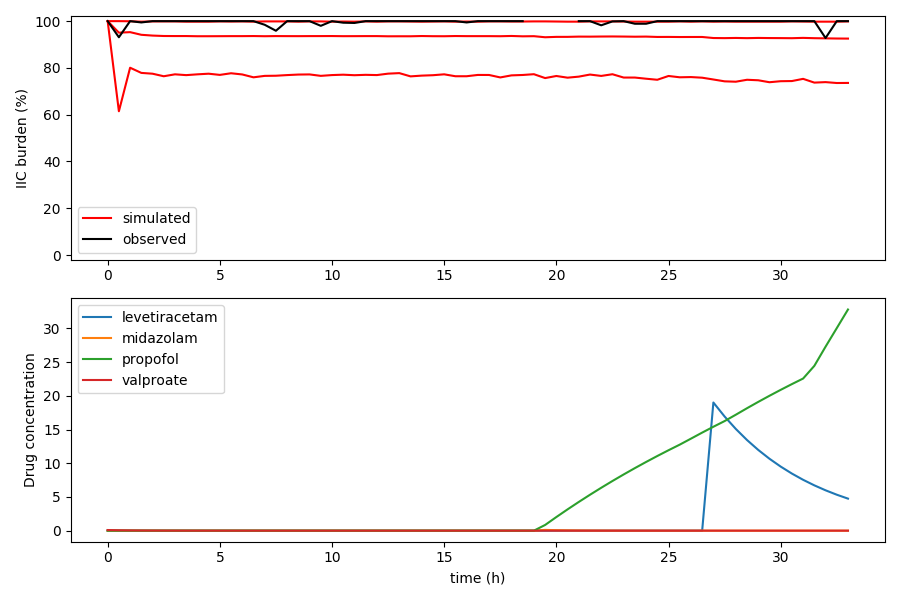 100
80
60
40
20
0
IIC burden (%)
simulated
observed
0 5 10 15 20 25 30
30
25
20
15
10
5
0
Drug concentration
levetiracetam
midazolam
propofol
valproate
0 5 10 15 20 25 30
time (h)